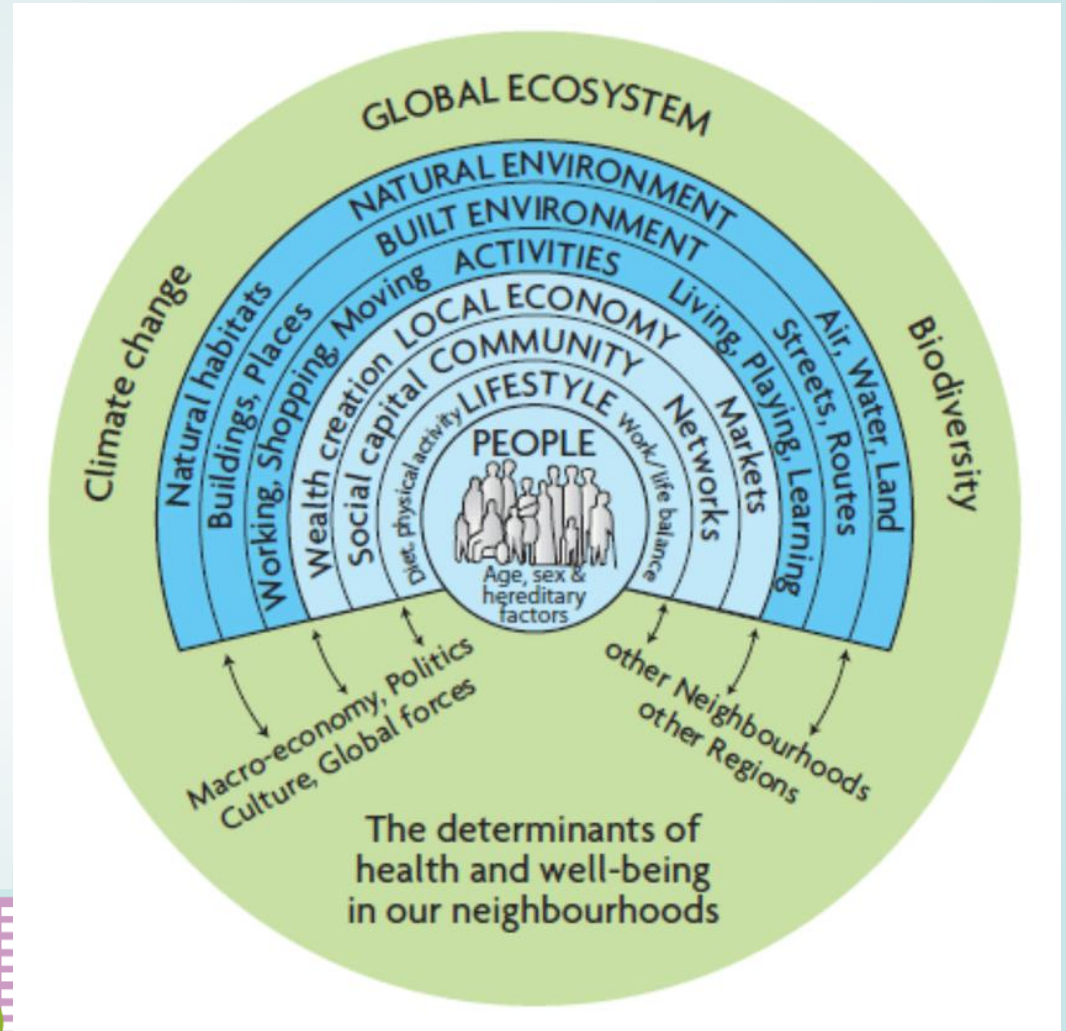 GLOBAL ECOSYSTEM
Climate change
Biodiversity
NATURAL ENVIRONMENT
Natural habitats
Air, Water, Land
BUILT ENVIRONMENT
Buildings, Places
Streets, Routes
ACTIVITIES
Working, Shopping, Moving
Living, Playing, Learning
LOCAL ECONOMY
Wealth creation
Markets
COMMUNITY
Social capital
Networks
LIFESTYLE
Diet, physical activity
Work/life balance
PEOPLE
Age, sex &
hereditary
factors
Macro-economy, Politics
Culture, Global forces
other Neighbourhoods
other Regions
The determinants of
health and well-being
in our neighbourhoods